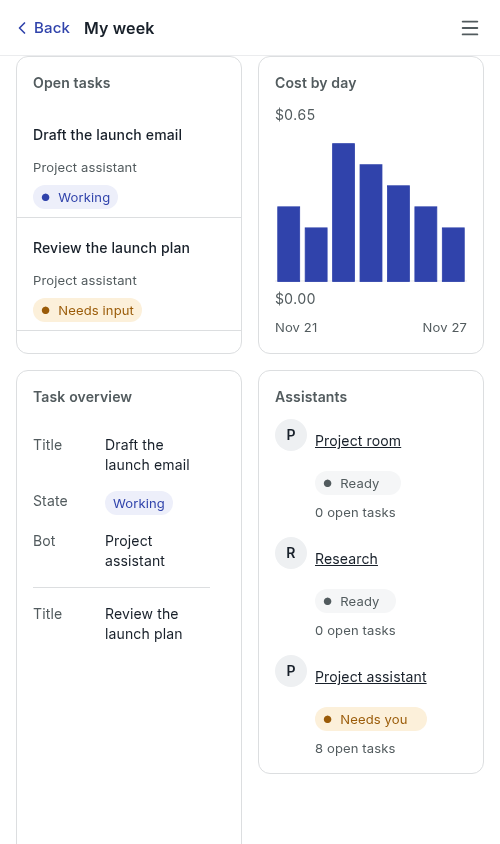 Back My week
Open tasks
Draft the launch email
Project assistant
Working
Review the launch plan
Project assistant
Needs input
Cost by day
$0.65
$0.00
Nov 21 Nov 27
Task overview
Title Draft the
launch email
State Working
Bot Project
assistant
Title Review the
launch plan
Assistants
P Project room
Ready
0 open tasks
R Research
Ready
0 open tasks
P Project assistant
Needs you
8 open tasks